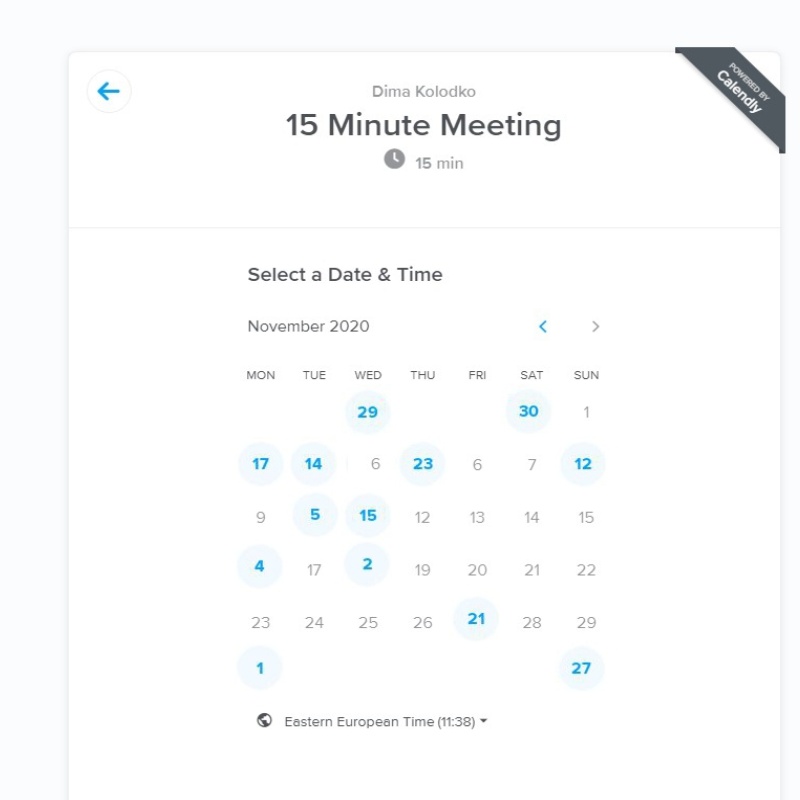 POWERED BY
Calendly
Dima Kolodko
15 Minute Meeting
15 min
Select a Date & Time
November 2020
MON TUE WED THU FRI SAT SUN
29 30 1
17 14 6 23 6 7 12
9 5 15 12 13 14 15
4 17 2 19 20 21 22
23 24 25 26 21 28 29
1 27
Eastern European Time (11:38)